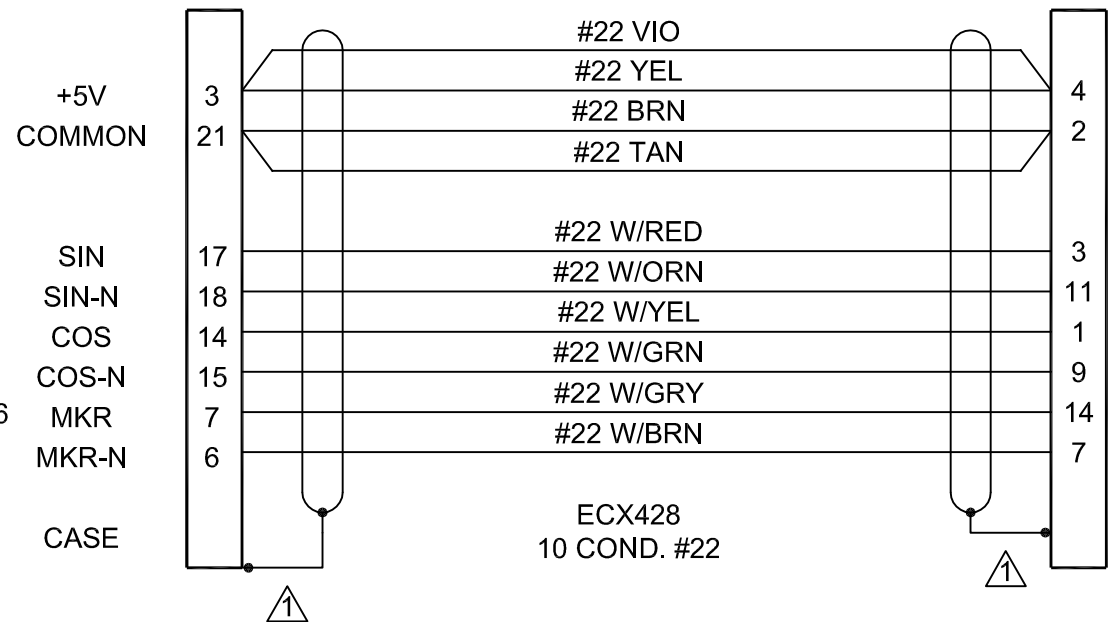 #22 VIO
#22 YEL
+5V 3 4
#22 BRN
COMMON 21 2
#22 TAN
#22 W/RED
SIN 17 3
#22 W/ORN
SIN-N 18 11
#22 W/YEL
COS 14 1
#22 W/GRN
COS-N 15 9
#22 W/GRY
6 MKR 7 14
#22 W/BRN
MKR-N 6 7
ECX428
CASE 10 COND. #22
1
1